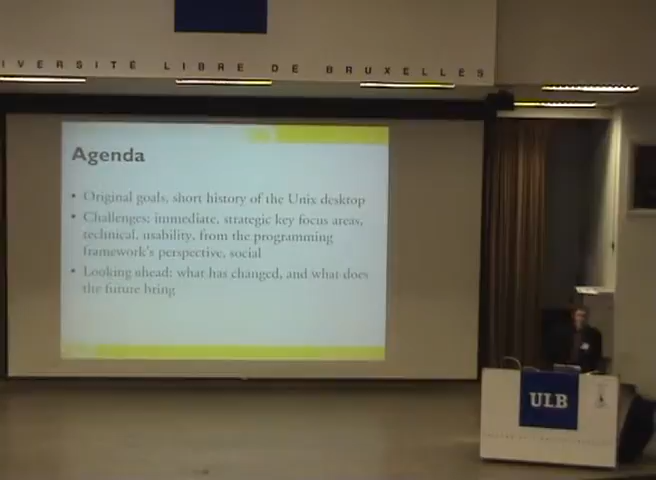 IVERSITÉ LIBRE DE BRUXELLES
Agenda
• Original goals, short history of the Unix desktop
• Challenges: immediate, strategic key focus areas,
technical, usability, from the programming
framework's perspective, social
• Looking ahead: what has changed, and what does
the future bring
ULB